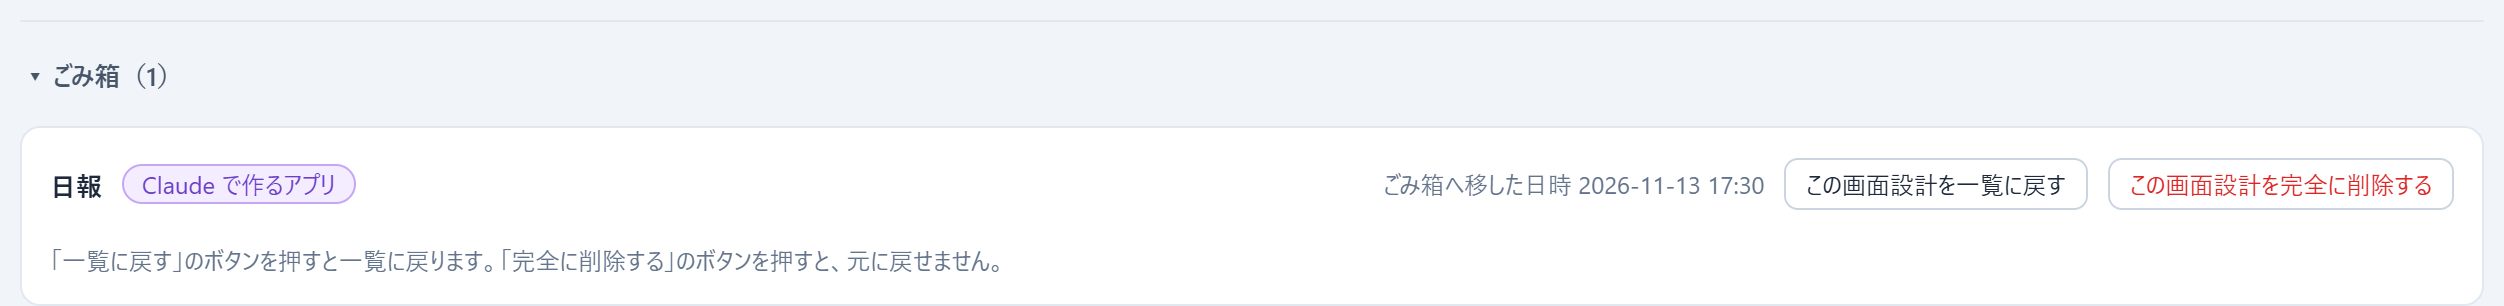 ▼ ごみ箱（1）
日報 Claude で作るアプリ ごみ箱へ移した日時 2026-11-13 17:30 この画面設計を一覧に戻す この画面設計を完全に削除する
「一覧に戻す」のボタンを押すと一覧に戻ります。「完全に削除する」のボタンを押すと、元に戻せません。